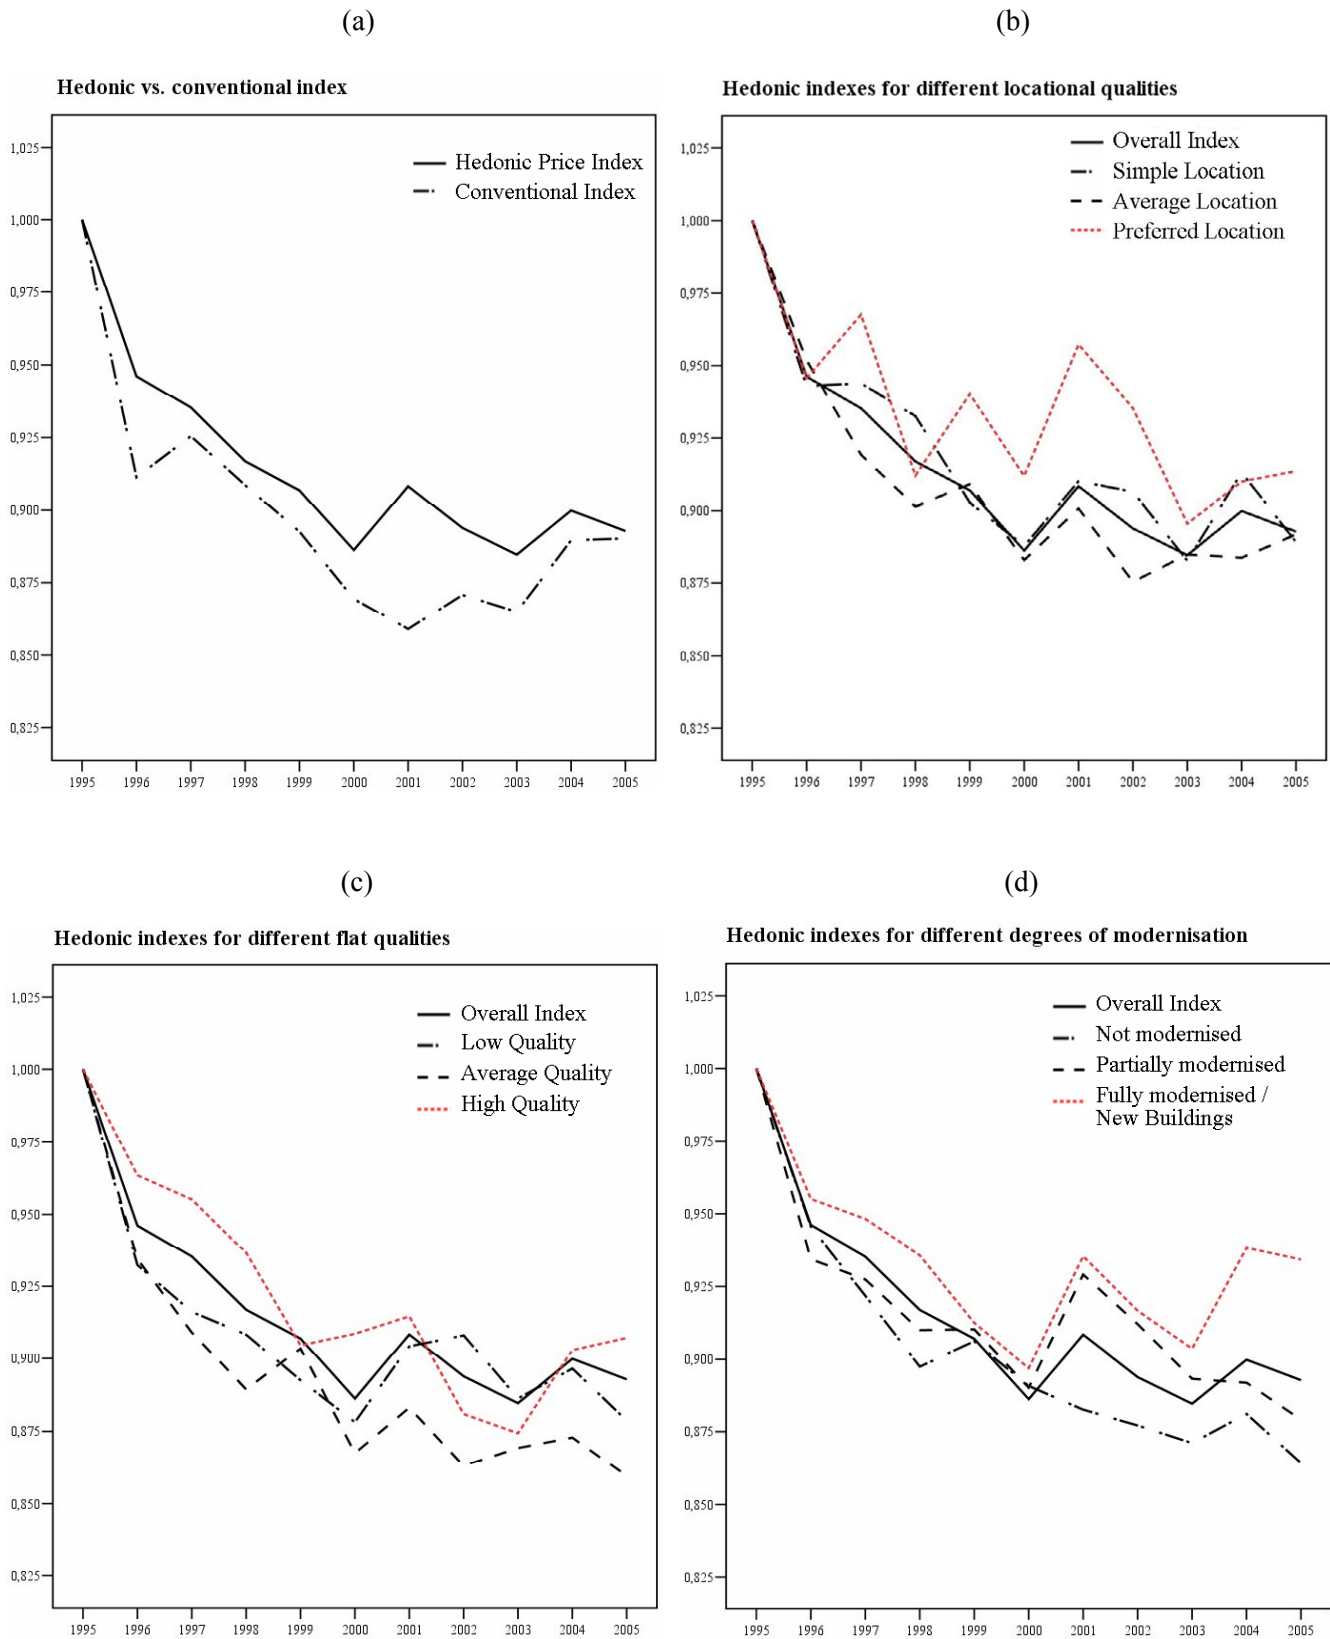 (a)
Hedonic vs. conventional index
Hedonic Price Index
Conventional Index
1,025
1,000
0,975
0,950
0,925
0,900
0,875
0,850
0,825
1995 1996 1997 1998 1999 2000 2001 2002 2003 2004 2005
(b)
Hedonic indexes for different locational qualities
Overall Index
Simple Location
Average Location
Preferred Location
1,025
1,000
0,975
0,950
0,925
0,900
0,875
0,850
0,825
1995 1996 1997 1998 1999 2000 2001 2002 2003 2004 2005
(c)
Hedonic indexes for different flat qualities
Overall Index
Low Quality
Average Quality
High Quality
1,025
1,000
0,975
0,950
0,925
0,900
0,875
0,850
0,825
1995 1996 1997 1998 1999 2000 2001 2002 2003 2004 2005
(d)
Hedonic indexes for different degrees of modernisation
Overall Index
Not modernised
Partially modernised
Fully modernised /
New Buildings
1,025
1,000
0,975
0,950
0,925
0,900
0,875
0,850
0,825
1995 1996 1997 1998 1999 2000 2001 2002 2003 2004 2005